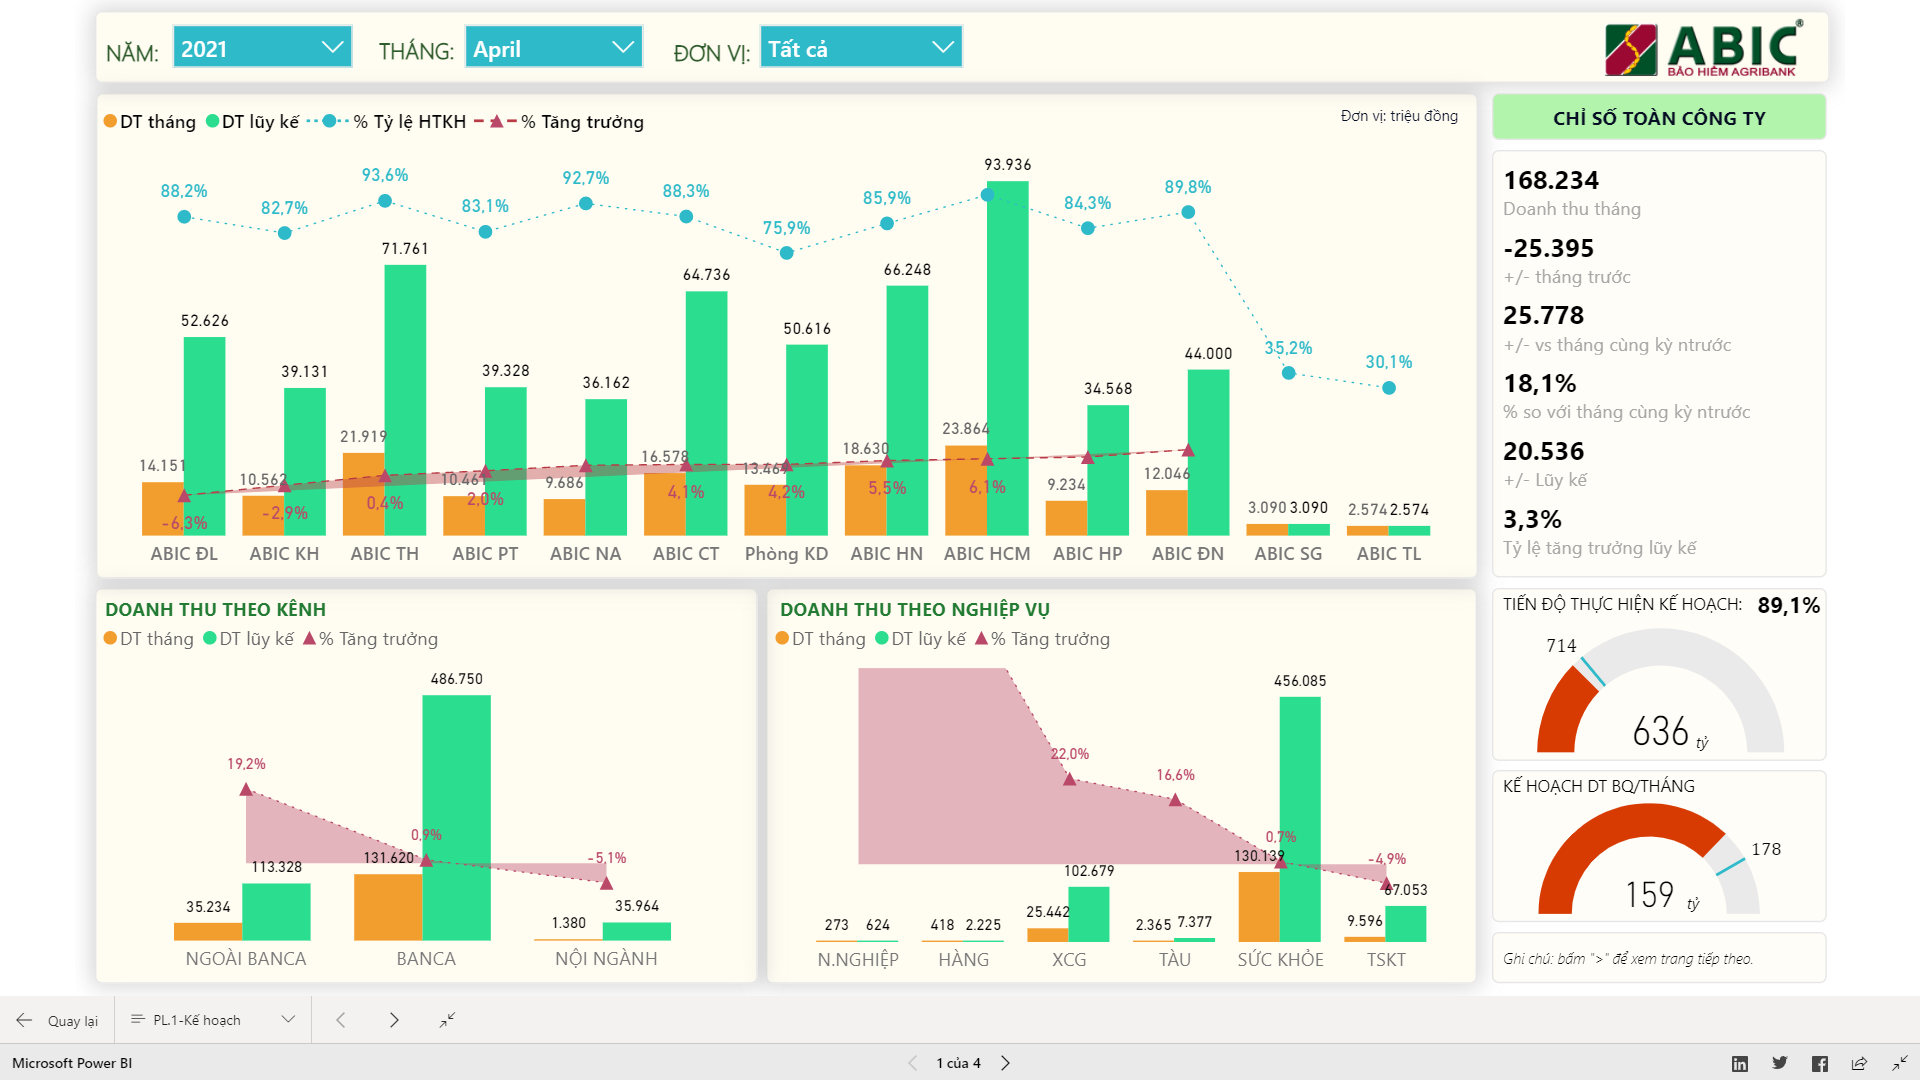 NĂM: 2021 THÁNG: April ĐƠN VỊ: Tất cả
ABIC®
BẢO HIỂM AGRIBANK
DT tháng DT lũy kế % Tỷ lệ HTKH % Tăng trưởng
Đơn vị: triệu đồng
88,2% 82,7% 93,6% 83,1% 92,7% 88,3% 75,9% 85,9% 84,3% 89,8% 35,2% 30,1%
52.626 39.131 71.761 39.328 36.162 64.736 50.616 66.248 93.936 34.568 44.000 3.090 2.574
14.151 10.562 21.919 10.461 9.686 16.578 18.630 23.864 9.234 12.046 3.090 2.574
-6,3% -2,9% 0,4% 2,0% 4,1% 4,2% 5,5% 6,1%
ABIC ĐL ABIC KH ABIC TH ABIC PT ABIC NA ABIC CT Phòng KD ABIC HN ABIC HCM ABIC HP ABIC ĐN ABIC SG ABIC TL
CHỈ SỐ TOÀN CÔNG TY
168.234
Doanh thu tháng
-25.395
+/- tháng trước
25.778
+/- vs tháng cùng kỳ ntrước
18,1%
% so với tháng cùng kỳ ntrước
20.536
+/- Lũy kế
3,3%
Tỷ lệ tăng trưởng lũy kế
DOANH THU THEO KÊNH
DT tháng DT lũy kế % Tăng trưởng
19,2% 0,9% -5,1%
113.328 486.750 35.964
35.234 131.620 1.380
NGOÀI BANCA BANCA NỘI NGÀNH
DOANH THU THEO NGHIỆP VỤ
DT tháng DT lũy kế % Tăng trưởng
22,0% 16,6% 0,7% -4,9%
273 624 418 2.225 25.442 102.679 2.365 7.377 130.139 456.085 9.596 67.053
N.NGHIỆP HÀNG XCG TÀU SỨC KHỎE TSKT
TIẾN ĐỘ THỰC HIỆN KẾ HOẠCH: 89,1%
714
636 tỷ
KẾ HOẠCH DT BQ/THÁNG
178
159 tỷ
Ghi chú: bấm ">" để xem trang tiếp theo.
Quay lại PL.1-Kế hoạch
Microsoft Power BI 1 của 4